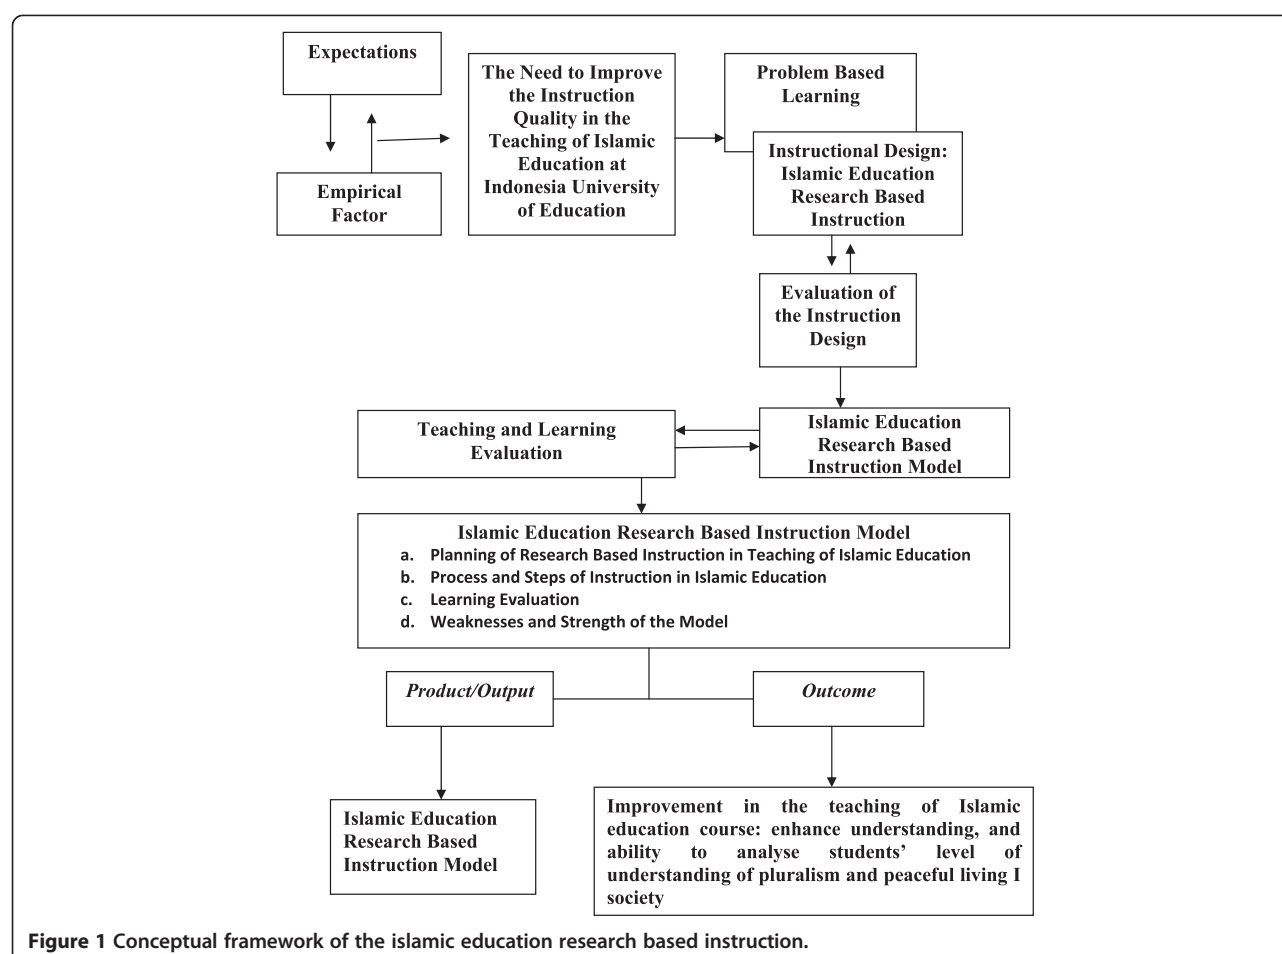 Expectations
Empirical
Factor
The Need to Improve
the Instruction
Quality in the
Teaching of Islamic
Education at
Indonesia University
of Education
Problem Based
Learning
Instructional Design:
Islamic Education
Research Based
Instruction
Evaluation of
the Instruction
Design
Teaching and Learning
Evaluation
Islamic Education
Research Based
Instruction Model
Islamic Education Research Based Instruction Model
a. Planning of Research Based Instruction in Teaching of Islamic Education
b. Process and Steps of Instruction in Islamic Education
c. Learning Evaluation
d. Weaknesses and Strength of the Model
Product/Output
Outcome
Islamic Education
Research Based
Instruction Model
Improvement in the teaching of Islamic
education course: enhance understanding, and
ability to analyse students’ level of
understanding of pluralism and peaceful living I
society
Figure 1 Conceptual framework of the islamic education research based instruction.